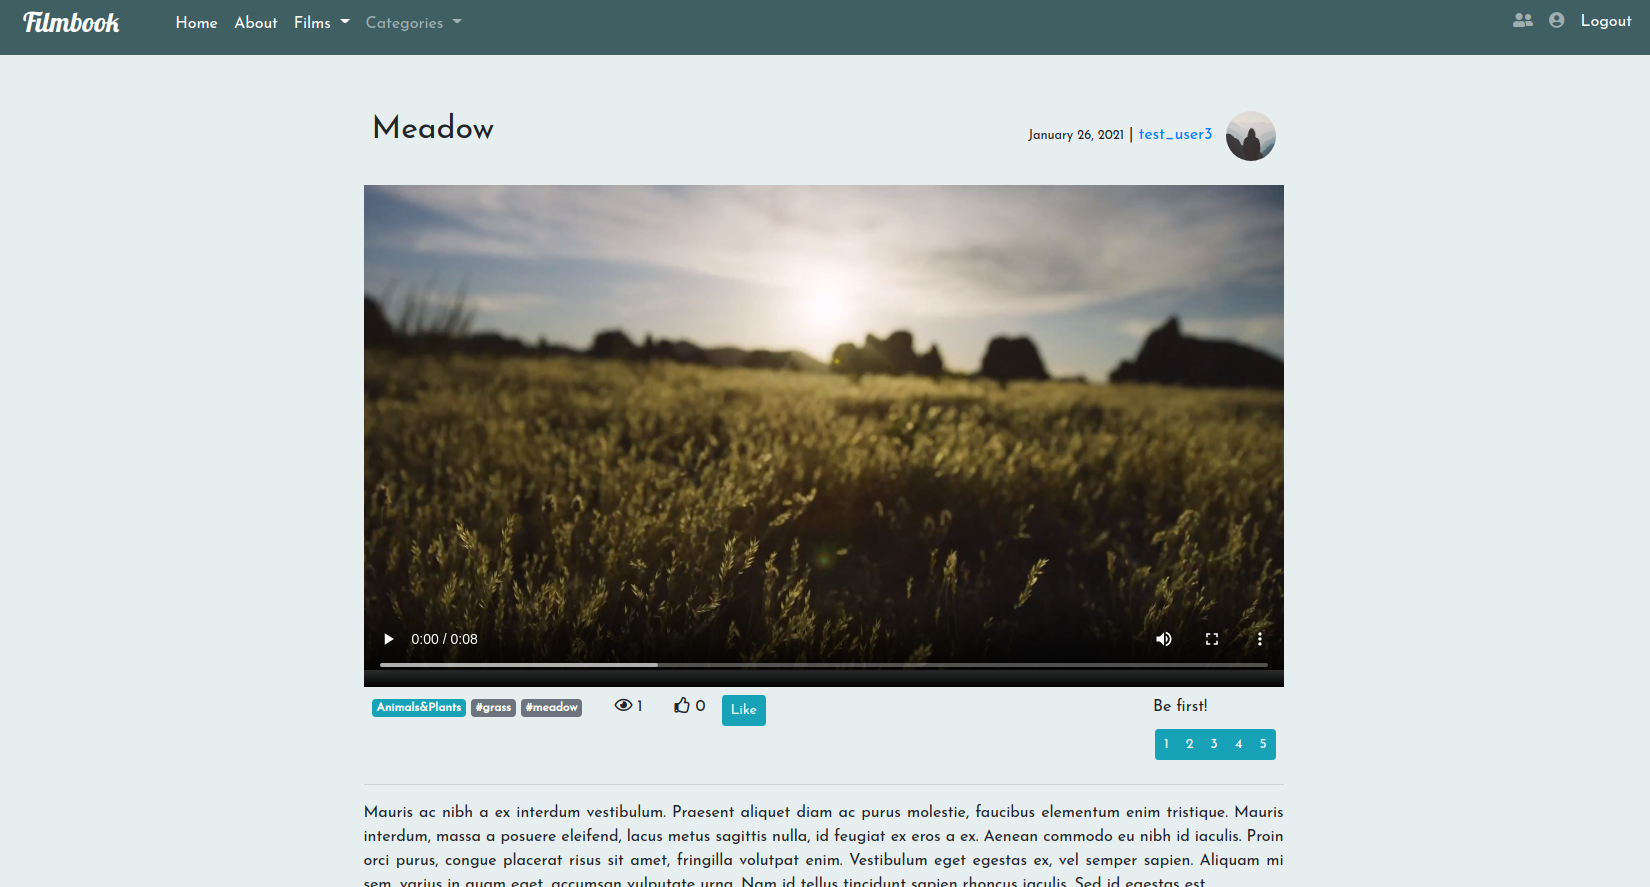 Filmbook Home About Films Categories Logout
Meadow
January 26, 2021 | test_user3
0:00 / 0:08
Animals&Plants #grass #meadow 1 0 Like Be first!
1 2 3 4 5
Mauris ac nibh a ex interdum vestibulum. Praesent aliquet diam ac purus molestie, faucibus elementum enim tristique. Mauris
interdum, massa a posuere eleifend, lacus metus sagittis nulla, id feugiat ex eros a ex. Aenean commodo eu nibh id iaculis. Proin
orci purus, congue placerat risus sit amet, fringilla volutpat enim. Vestibulum eget egestas ex, vel semper sapien. Aliquam mi
sem, varius in quam eget, accumsan vulputate urna. Nam id tellus tincidunt sapien rhoncus iaculis. Sed id egestas est.